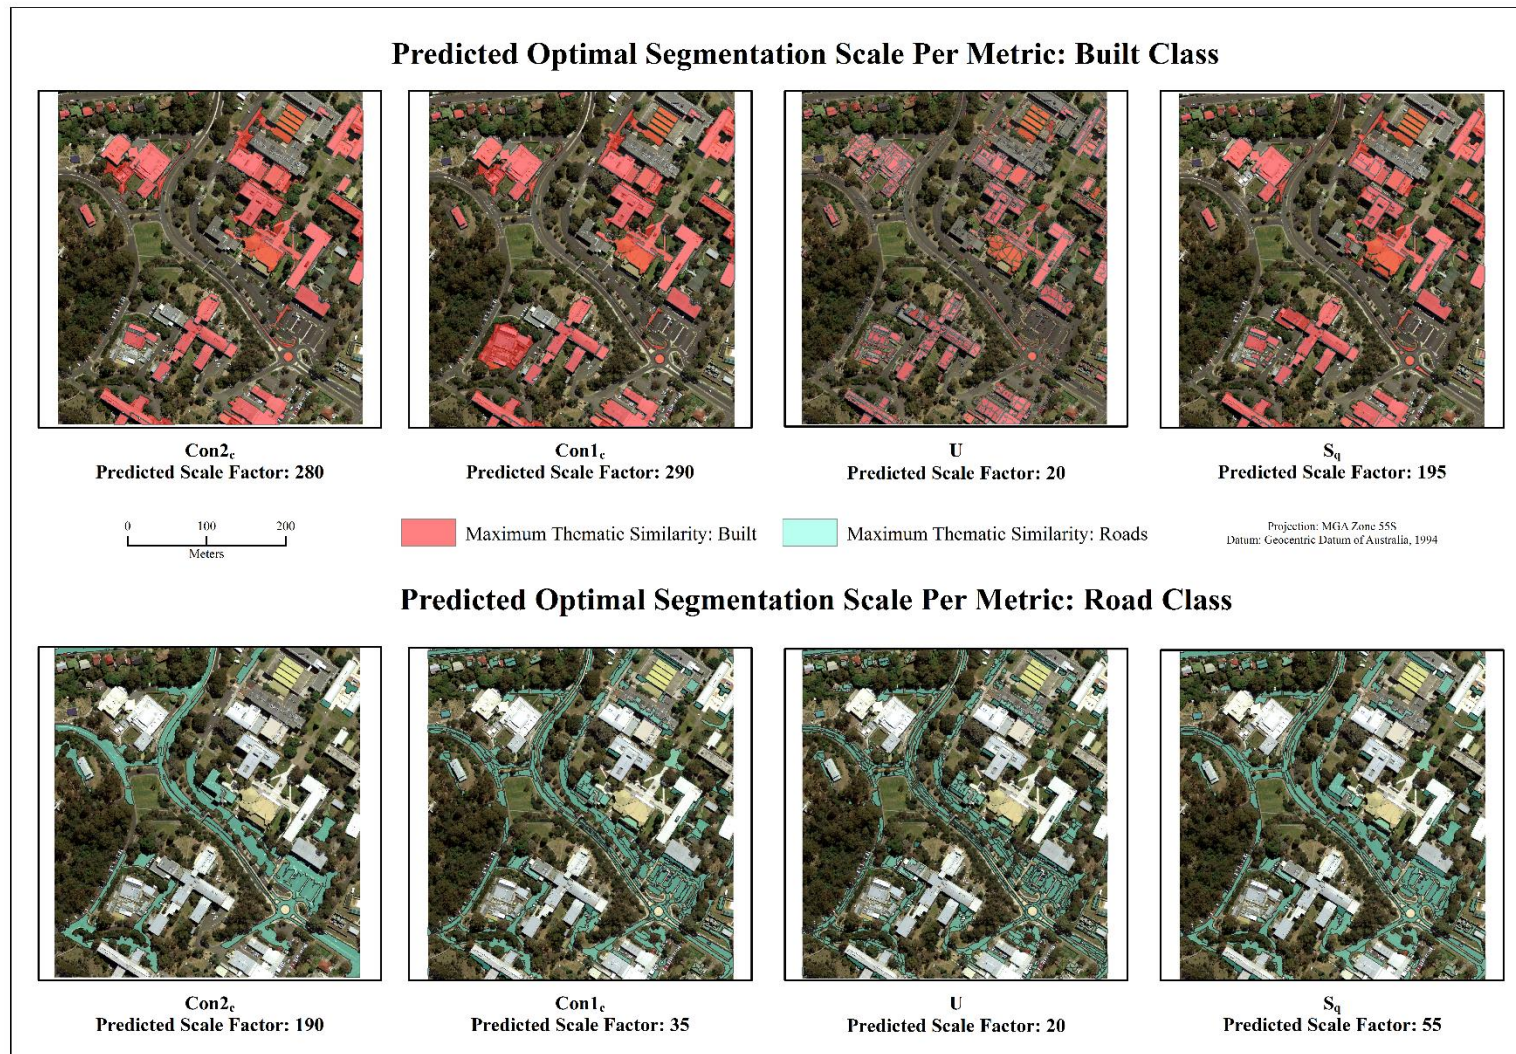 Predicted Optimal Segmentation Scale Per Metric: Built Class
Con2c
Predicted Scale Factor: 280
Con1c
Predicted Scale Factor: 290
U
Predicted Scale Factor: 20
Sq
Predicted Scale Factor: 195
0 100 200
Meters
Maximum Thematic Similarity: Built
Maximum Thematic Similarity: Roads
Projection: MGA Zone 55S
Datum: Geocentric Datum of Australia, 1994
Predicted Optimal Segmentation Scale Per Metric: Road Class
Con2c
Predicted Scale Factor: 190
Con1c
Predicted Scale Factor: 35
U
Predicted Scale Factor: 20
Sq
Predicted Scale Factor: 55